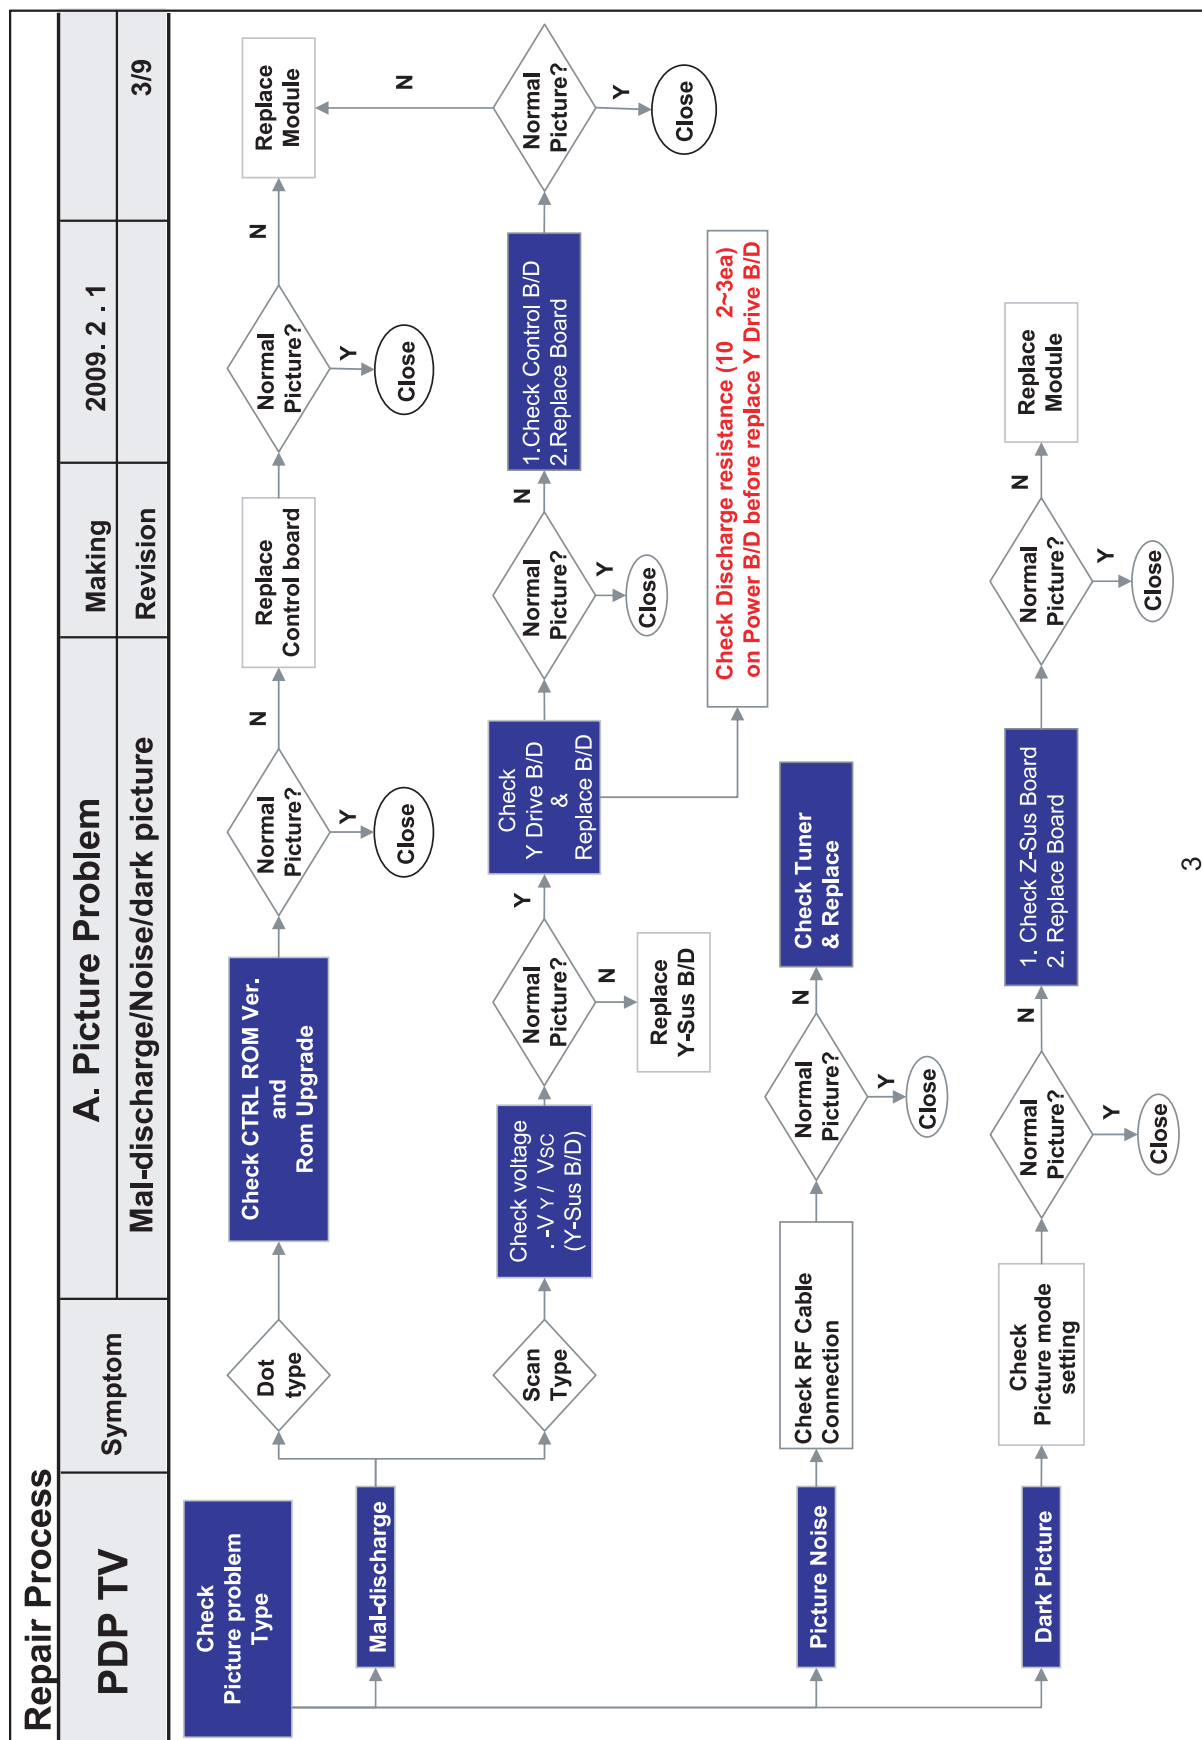 Repair Process
PDP TV
Symptom
A. Picture Problem
Making
2009. 2 . 1
Mal-discharge/Noise/dark picture
Revision
3/9
Check
Picture problem
Type
Mal-discharge
Dot
type
Check CTRL ROM Ver.
and
Rom Upgrade
Normal
Picture?
N
Y
Close
Replace
Control board
Normal
Picture?
N
Y
Close
Replace
Module
Scan
Type
Check voltage
. -VY / VSC
(Y-Sus B/D)
Normal
Picture?
Y
N
Replace
Y-Sus B/D
Check
Y Drive B/D
&
Replace B/D
Normal
Picture?
N
Y
Close
1.Check Control B/D
2.Replace Board
Normal
Picture?
N
Y
Close
Check Discharge resistance (10 2~3ea)
on Power B/D before replace Y Drive B/D
Picture Noise
Check RF Cable
Connection
Normal
Picture?
N
Y
Close
Check Tuner
& Replace
Dark Picture
Check
Picture mode
setting
Normal
Picture?
N
Y
Close
1. Check Z-Sus Board
2. Replace Board
Normal
Picture?
N
Y
Close
Replace
Module
3